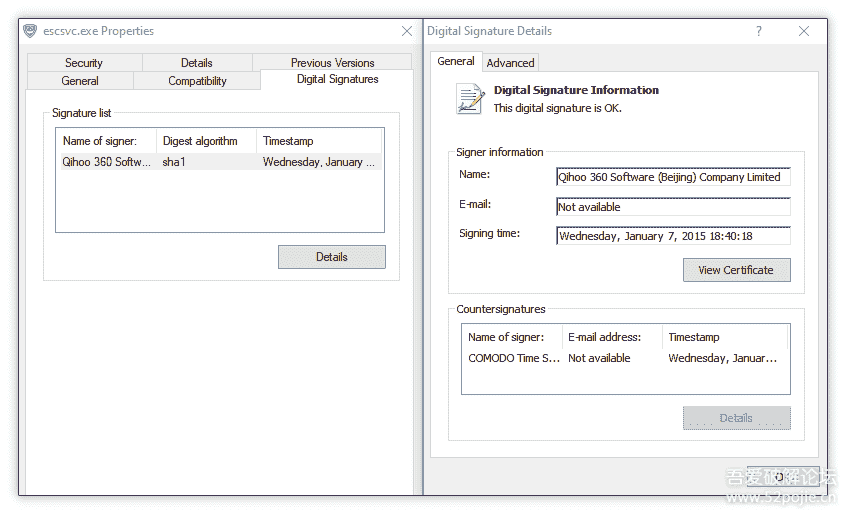 escsvc.exe Properties
Security
Details
Previous Versions
General
Compatibility
Digital Signatures
Signature list
Name of signer:
Digest algorithm
Timestamp
Qihoo 360 Softw...
sha1
Wednesday, January ...
Details
Digital Signature Details
?
General
Advanced
Digital Signature Information
This digital signature is OK.
Signer information
Name:
Qihoo 360 Software (Beijing) Company Limited
E-mail:
Not available
Signing time:
Wednesday, January 7, 2015 18:40:18
View Certificate
Countersignatures
Name of signer:
E-mail address:
Timestamp
COMODO Time S...
Not available
Wednesday, Januar...
Details
吾爱破解论坛
www.52pojie.cn